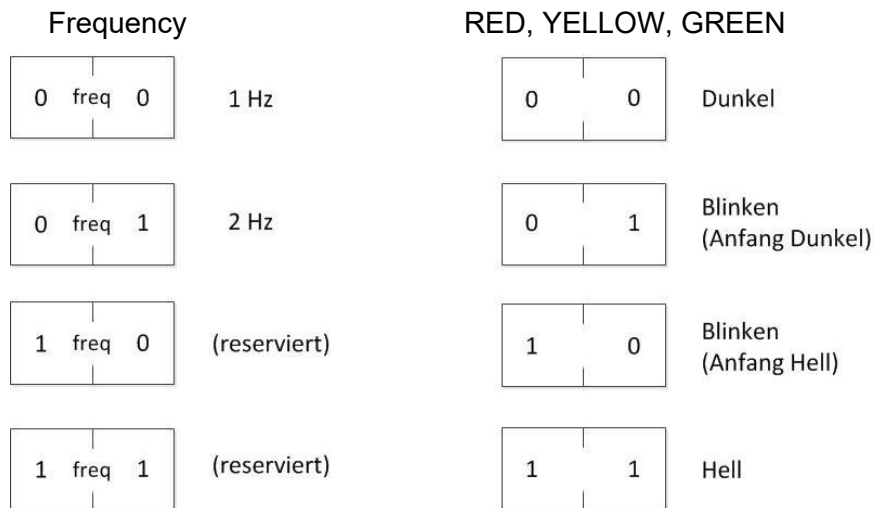 Frequency
RED, YELLOW, GREEN
0 freq 0
1 Hz
0 0
Dunkel
0 freq 1
2 Hz
0 1
Blinken
(Anfang Dunkel)
1 freq 0
(reserviert)
1 0
Blinken
(Anfang Hell)
1 freq 1
(reserviert)
1 1
Hell